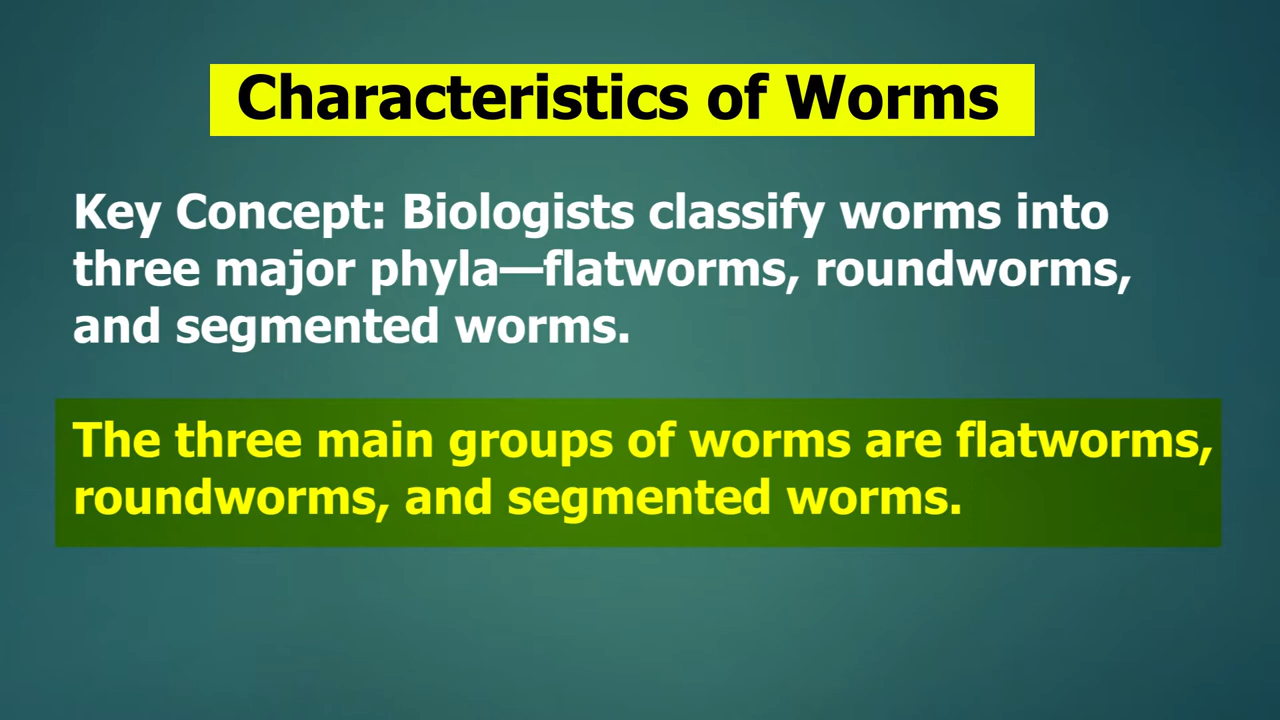 Characteristics of Worms
Key Concept: Biologists classify worms into
three major phyla—flatworms, roundworms,
and segmented worms.
The three main groups of worms are flatworms,
roundworms, and segmented worms.